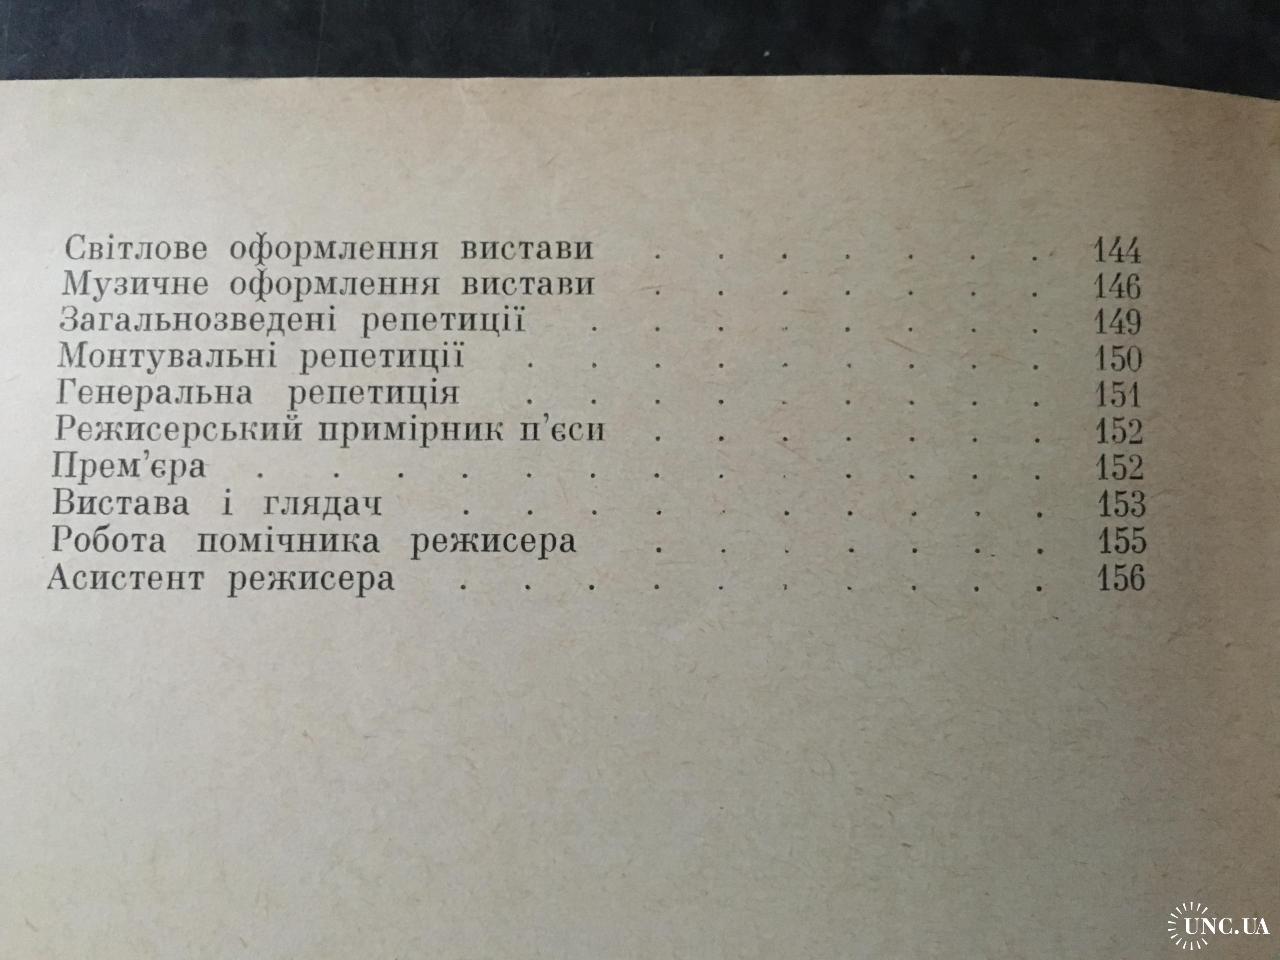 Світлове оформлення вистави . . . . . . . 144
Музичне оформлення вистави . . . . . . . 146
Загальнозведені репетиції . . . . . . . . 149
Монтувальні репетиції . . . . . . . . . 150
Генеральна репетиція . . . . . . . . . 151
Режисерський примірник п’єси . . . . . . . 152
Прем’єра . . . . . . . . . . . . . 152
Вистава і глядач . . . . . . . . . . 153
Робота помічника режисера . . . . . . . 155
Асистент режисера . . . . . . . . . . 156
UNC.UA